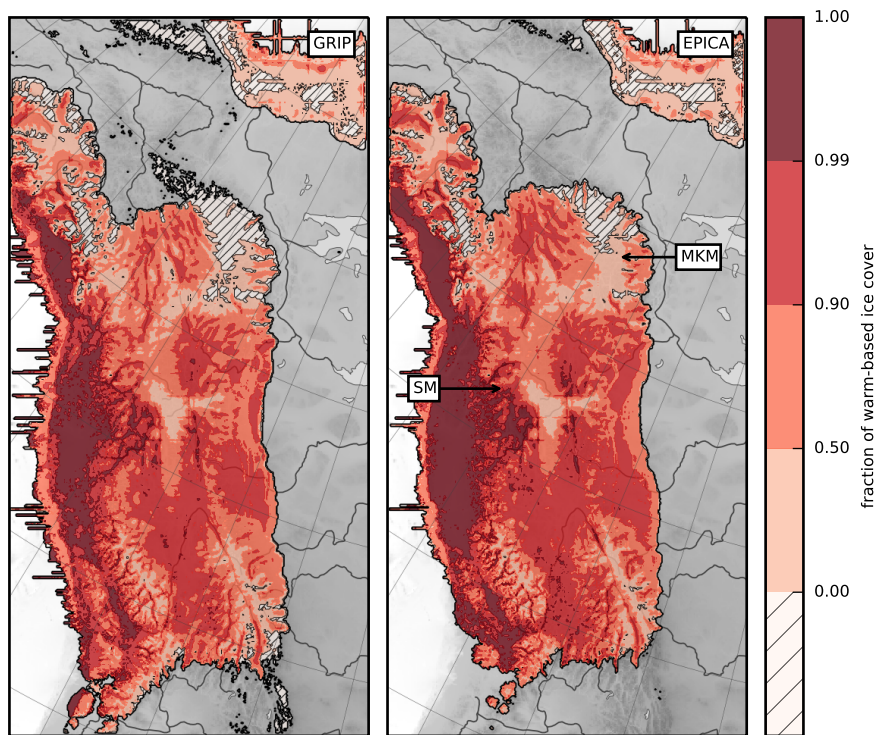 GRIP
EPICA
MKM
SM
1.00
0.99
0.90
0.50
0.00
fraction of warm-based ice cover